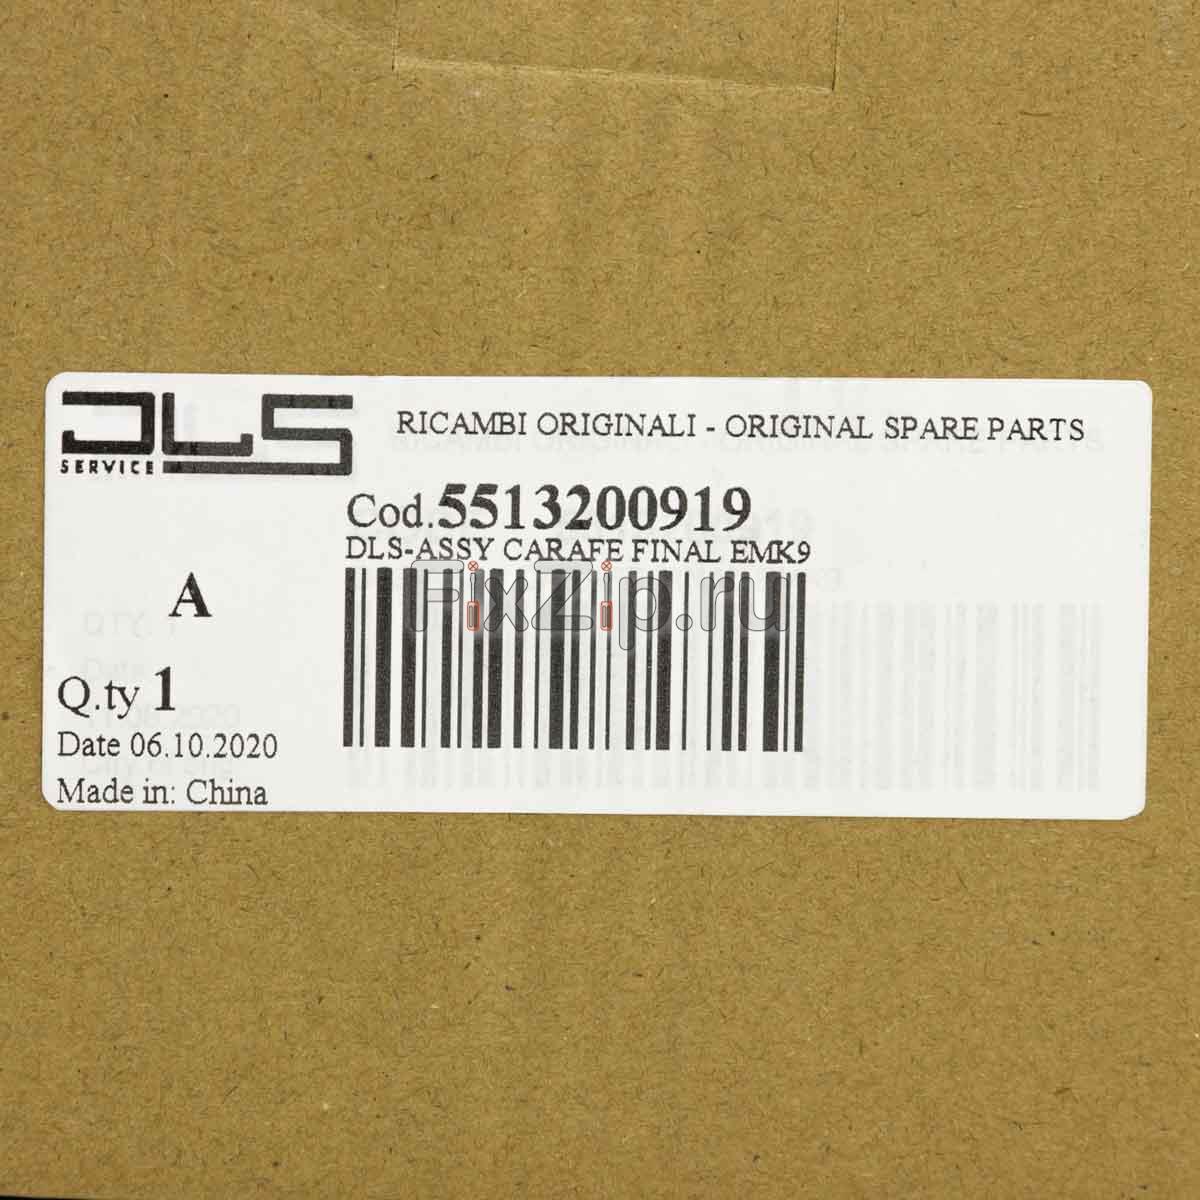 DLS
SERVICE
RICAMBI ORIGINALI - ORIGINAL SPARE PARTS
Cod.5513200919
DLS-ASSY CARAFE FINAL EMK9
FixZip.ru
A
Q.ty 1
Date 06.10.2020
Made in: China